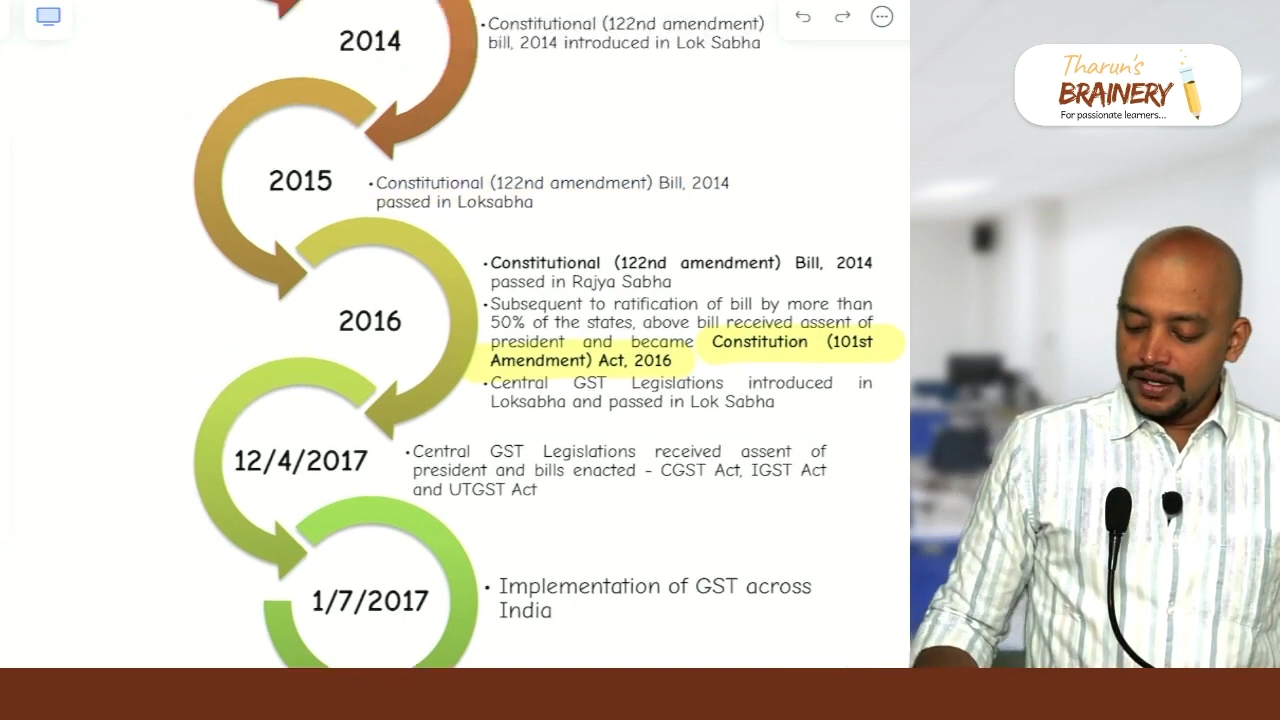 2014
•Constitutional (122nd amendment)
bill, 2014 introduced in Lok Sabha
2015
•Constitutional (122nd amendment) Bill, 2014
passed in Loksabha
2016
•Constitutional (122nd amendment) Bill, 2014
passed in Rajya Sabha
•Subsequent to ratification of bill by more than
50% of the states, above bill received assent of
president and became Constitution (101st
Amendment) Act, 2016
•Central GST Legislations introduced in
Loksabha and passed in Lok Sabha
12/4/2017
•Central GST Legislations received assent of
president and bills enacted - CGST Act, IGST Act
and UTGST Act
1/7/2017
• Implementation of GST across
India
Tharun's
BRAINERY
For passionate learners...